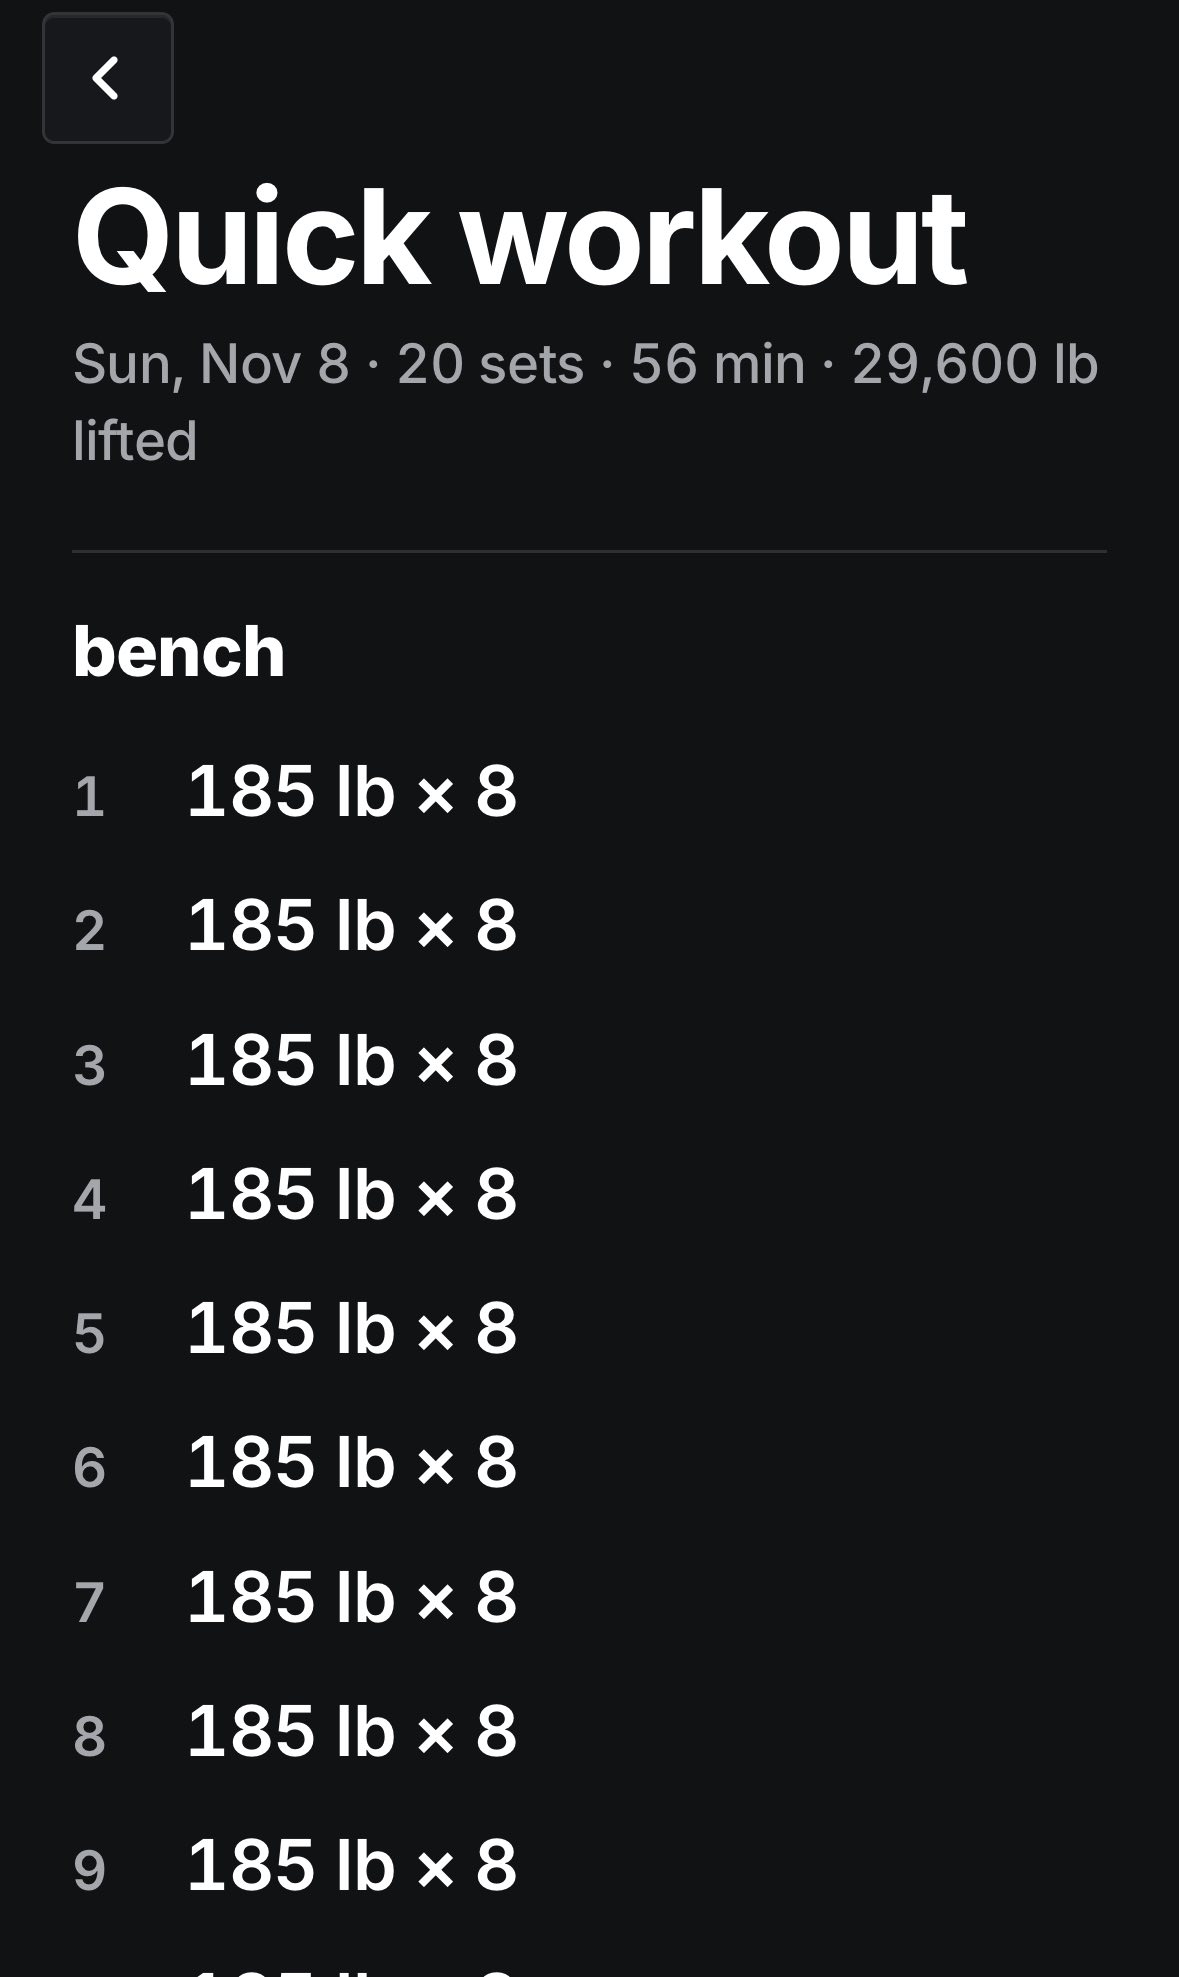 Quick workout
Sun, Nov 8 · 20 sets · 56 min · 29,600 lb
lifted
bench
1 185 lb × 8
2 185 lb × 8
3 185 lb × 8
4 185 lb × 8
5 185 lb × 8
6 185 lb × 8
7 185 lb × 8
8 185 lb × 8
9 185 lb × 8